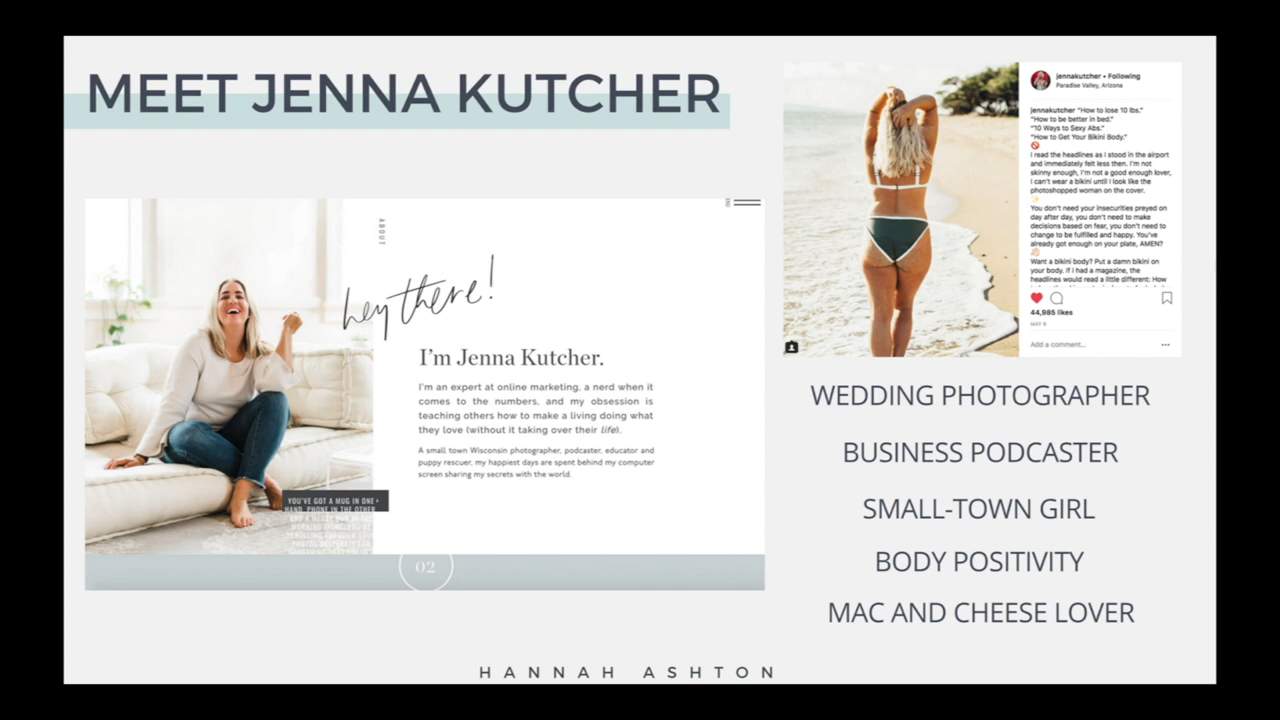 MEET JENNA KUTCHER
ABOUT
hey there!
I'm Jenna Kutcher.
I'm an expert at online marketing, a nerd when it
comes to the numbers, and my obsession is
teaching others how to make a living doing what
they love (without it taking over their life).
A small town Wisconsin photographer, podcaster, educator and
puppy rescuer, my happiest days are spent behind my computer
screen sharing my secrets with the world.
YOU'VE GOT A MUG IN ONE
HAND, PHONE IN THE OTHER
02
jennakutcher • Following
Paradise Valley, Arizona
jennakutcher "How to lose 10 lbs."
"How to be better in bed."
"10 Ways to Sexy Abs."
"How to Get Your Bikini Body."
I read the headlines as I stood in the airport
and immediately felt less then. I'm not
skinny enough, I'm not a good enough lover,
I can't wear a bikini until I look like the
photoshopped woman on the cover.
You don't need your insecurities preyed on
day after day, you don't need to make
decisions based on fear, you don't need to
change to be fulfilled and happy. You've
already got enough on your plate, AMEN?
Want a bikini body? Put a damn bikini on
your body. If I had a magazine, the
headlines would read a little different: How
44,985 likes
MAY 9
Add a comment...
WEDDING PHOTOGRAPHER
BUSINESS PODCASTER
SMALL-TOWN GIRL
BODY POSITIVITY
MAC AND CHEESE LOVER
HANNAH ASHTON